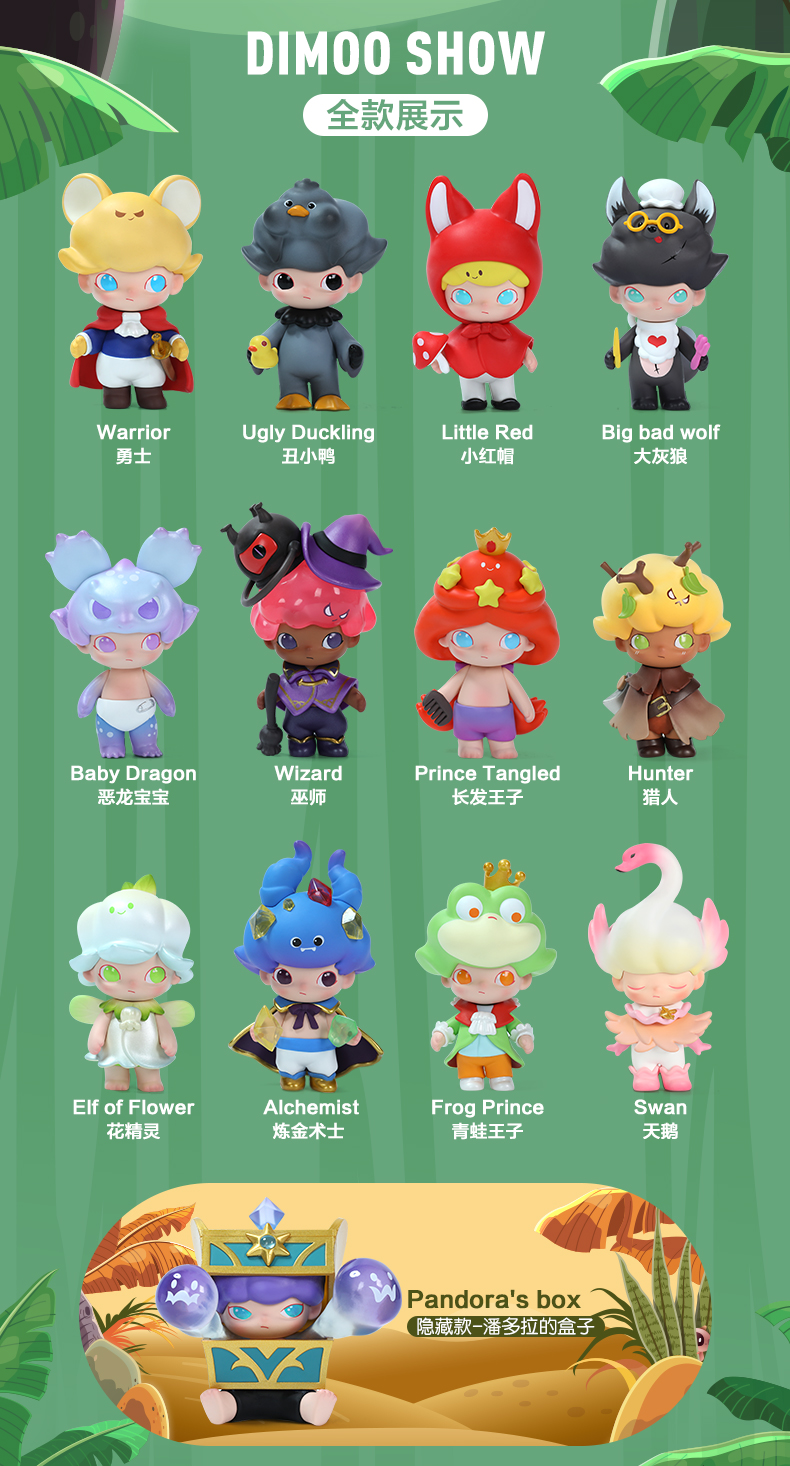 DIMOO SHOW
全款展示
Warrior
勇士
Ugly Duckling
丑小鸭
Little Red
小红帽
Big bad wolf
大灰狼
Baby Dragon
恶龙宝宝
Wizard
巫师
Prince Tangled
长发王子
Hunter
猎人
Elf of Flower
花精灵
Alchemist
炼金术士
Frog Prince
青蛙王子
Swan
天鹅
Pandora's box
隐藏款-潘多拉的盒子